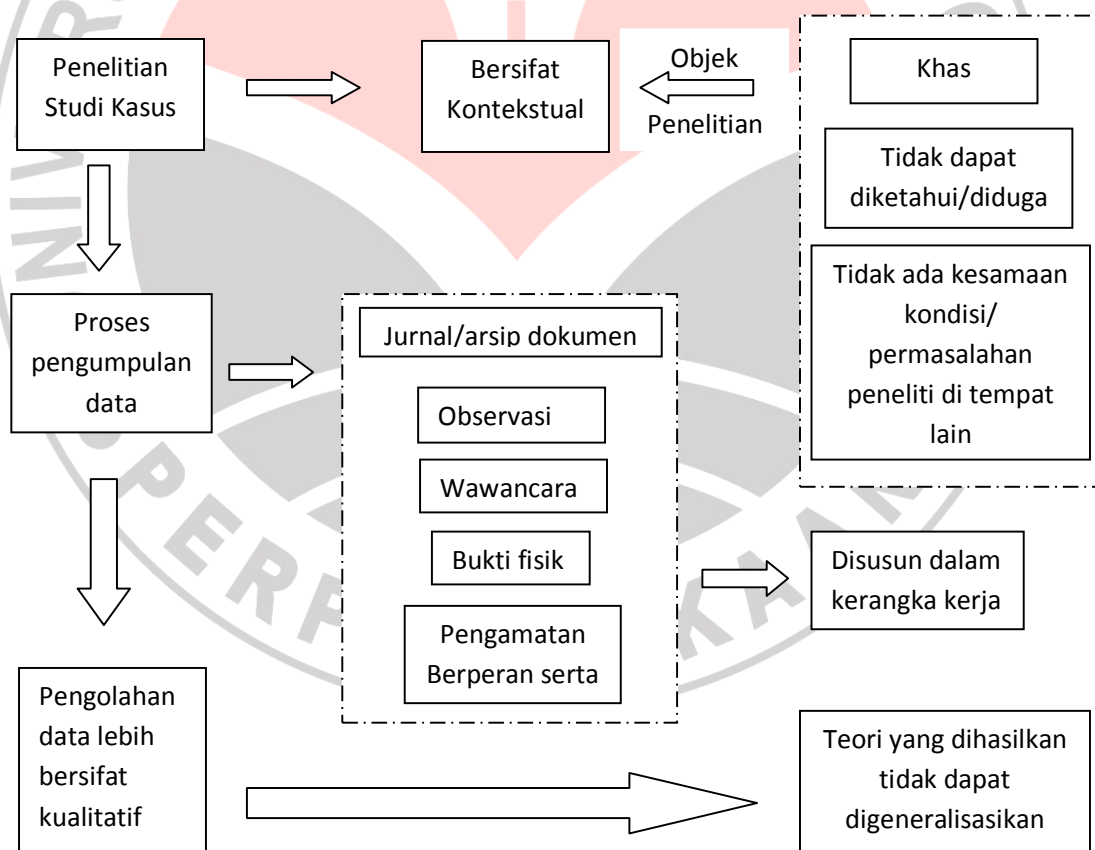 Penelitian
Studi Kasus
Bersifat
Kontekstual
Objek
Penelitian
Khas
Tidak dapat
diketahui/diduga
Tidak ada kesamaan
kondisi/
permasalahan
peneliti di tempat
lain
Proses
pengumpulan
data
Jurnal/arsip dokumen
Observasi
Wawancara
Bukti fisik
Pengamatan
Berperan serta
Disusun dalam
kerangka kerja
Pengolahan
data lebih
bersifat
kualitatif
Teori yang dihasilkan
tidak dapat
digeneralisasikan